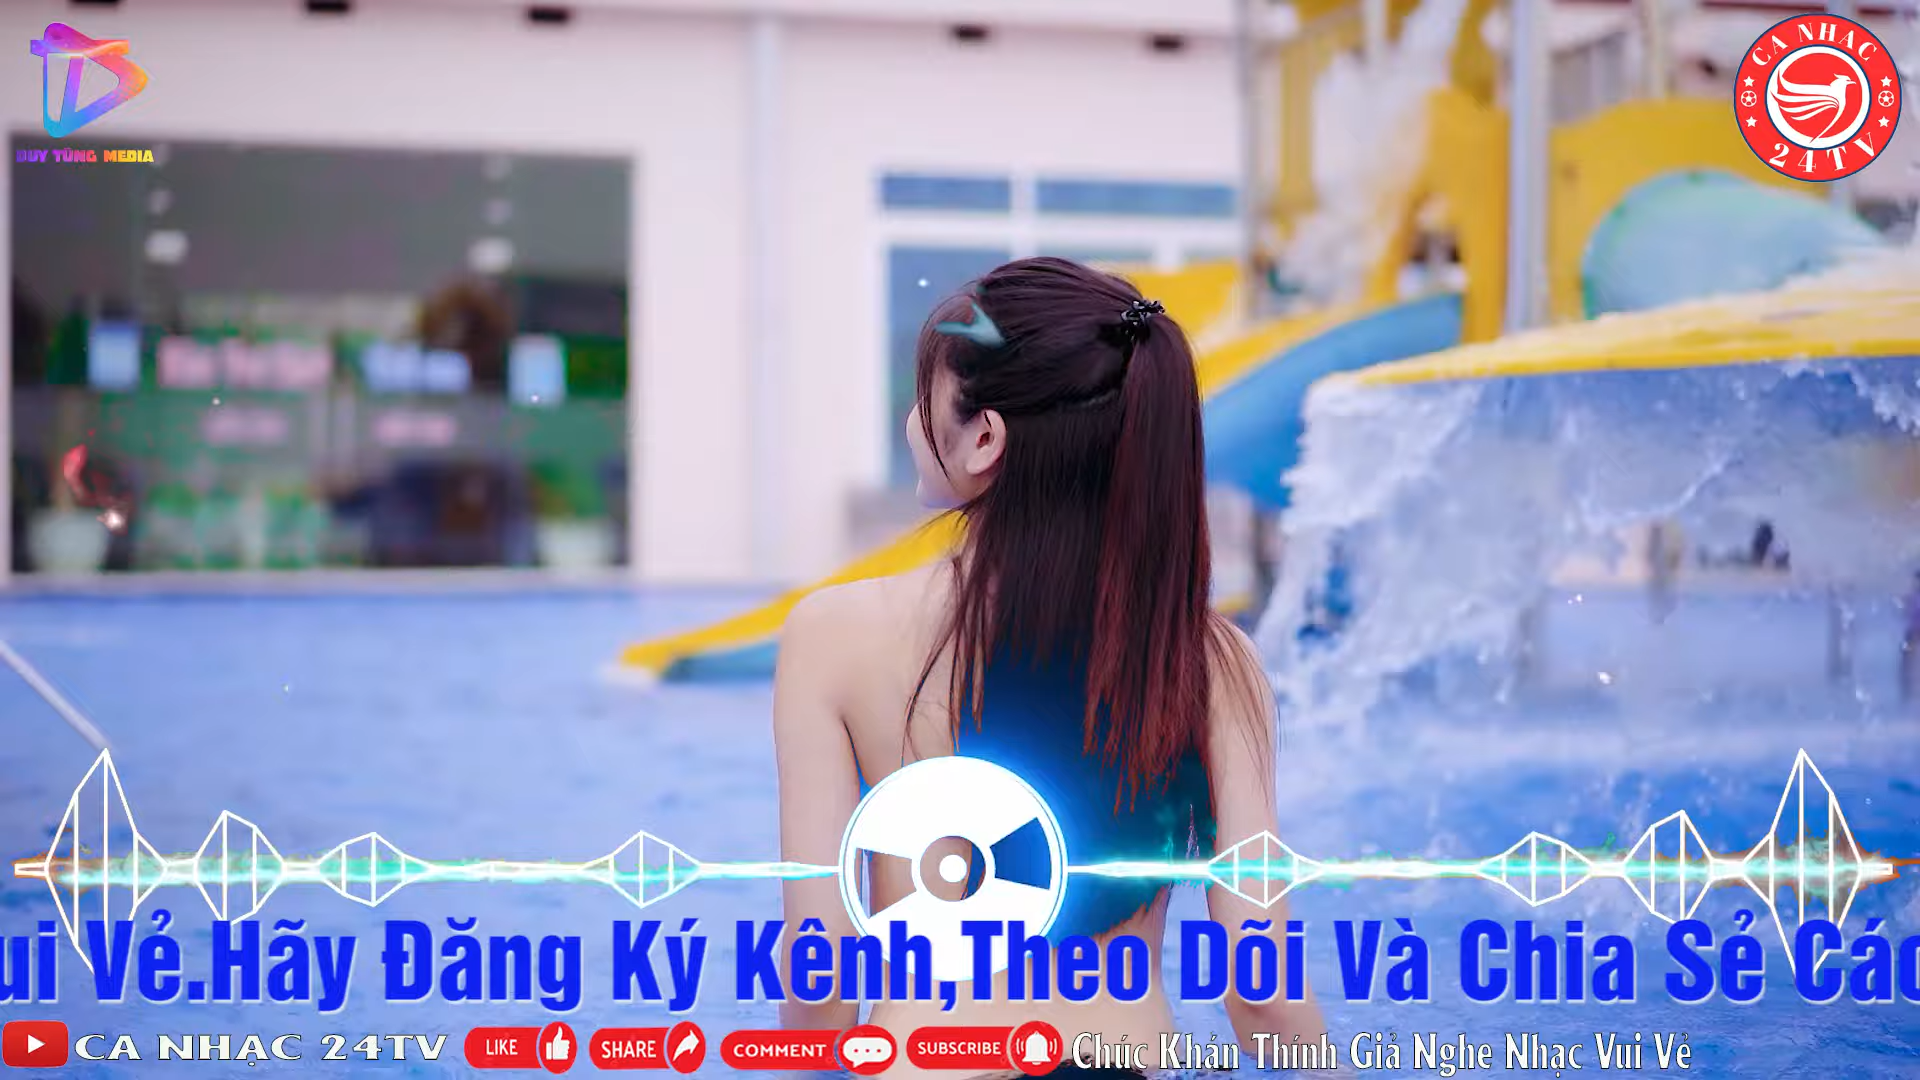 DUY TÙNG MEDIA
CA NHẠC
24TV
ui Vẻ.Hãy Đăng Ký Kênh,Theo Dõi Và Chia Sẻ Các
CA NHẠC 24TV LIKE SHARE COMMENT SUBSCRIBE Chúc Khán Thính Giả Nghe Nhạc Vui Vẻ